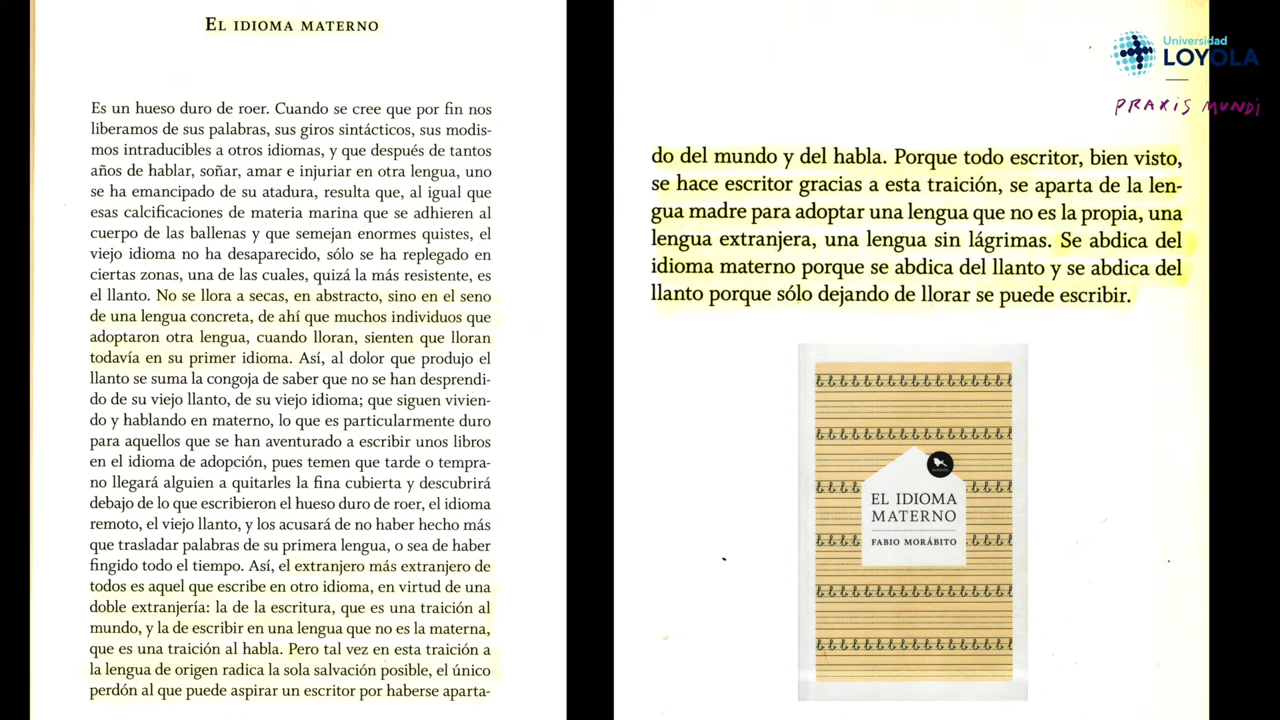 EL IDIOMA MATERNO
Es un hueso duro de roer. Cuando se cree que por fin nos
liberamos de sus palabras, sus giros sintácticos, sus modis-
mos intraducibles a otros idiomas, y que después de tantos
años de hablar, soñar, amar e injuriar en otra lengua, uno
se ha emancipado de su atadura, resulta que, al igual que
esas calcificaciones de materia marina que se adhieren al
cuerpo de las ballenas y que semejan enormes quistes, el
viejo idioma no ha desaparecido, sólo se ha replegado en
ciertas zonas, una de las cuales, quizá la más resistente, es
el llanto. No se llora a secas, en abstracto, sino en el seno
de una lengua concreta, de ahí que muchos individuos que
adoptaron otra lengua, cuando lloran, sienten que lloran
todavía en su primer idioma. Así, al dolor que produjo el
llanto se suma la congoja de saber que no se han desprendi-
do de su viejo llanto, de su viejo idioma; que siguen vivien-
do y hablando en materno, lo que es particularmente duro
para aquellos que se han aventurado a escribir unos libros
en el idioma de adopción, pues temen que tarde o tempra-
no llegará alguien a quitarles la fina cubierta y descubrirá
debajo de lo que escribieron el hueso duro de roer, el idioma
remoto, el viejo llanto, y los acusará de no haber hecho más
que trasladar palabras de su primera lengua, o sea de haber
fingido todo el tiempo. Así, el extranjero más extranjero de
todos es aquel que escribe en otro idioma, en virtud de una
doble extranjería: la de la escritura, que es una traición al
mundo, y la de escribir en una lengua que no es la materna,
que es una traición al habla. Pero tal vez en esta traición a
la lengua de origen radica la sola salvación posible, el único
perdón al que puede aspirar un escritor por haberse aparta-
Universidad
LOYOLA
PRAXIS MUNDI
do del mundo y del habla. Porque todo escritor, bien visto,
se hace escritor gracias a esta traición, se aparta de la len-
gua madre para adoptar una lengua que no es la propia, una
lengua extranjera, una lengua sin lágrimas. Se abdica del
idioma materno porque se abdica del llanto y se abdica del
llanto porque sólo dejando de llorar se puede escribir.
EL IDIOMA
MATERNO
FABIO MORÁBITO